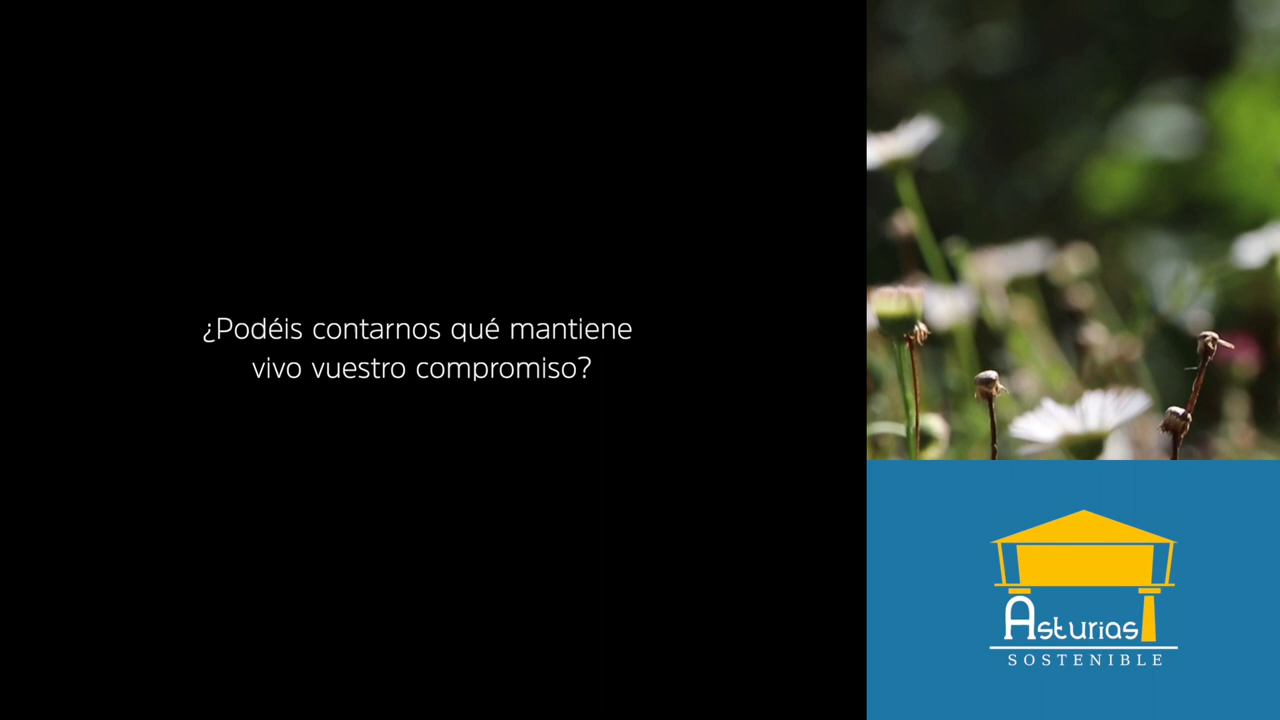 ¿Podéis contarnos qué mantiene
vivo vuestro compromiso?
Asturias
SOSTENIBLE